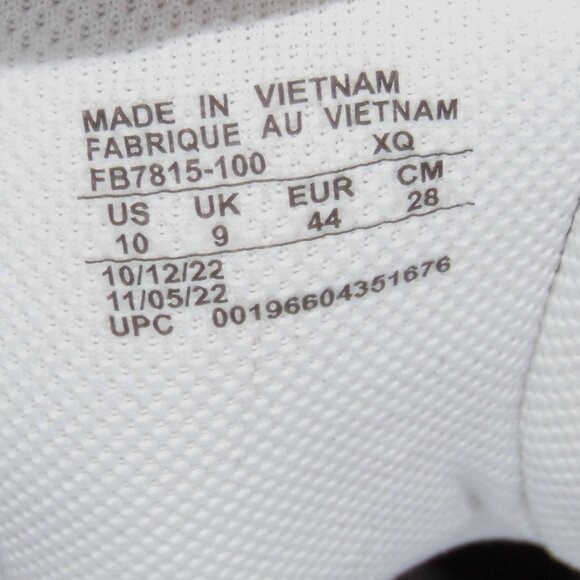 MADE IN VIETNAM
FABRIQUE AU VIETNAM
FB7815-100 XQ
US UK EUR CM
10 9 44 28
10/12/22
11/05/22
UPC 00196604351676